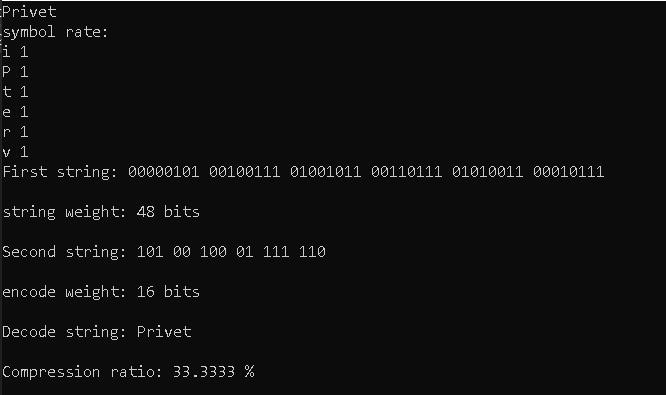 Privet
symbol rate:
i 1
P 1
t 1
e 1
r 1
v 1
First string: 00000101 00100111 01001011 00110111 01010011 00010111
string weight: 48 bits
Second string: 101 00 100 01 111 110
encode weight: 16 bits
Decode string: Privet
Compression ratio: 33.3333 %